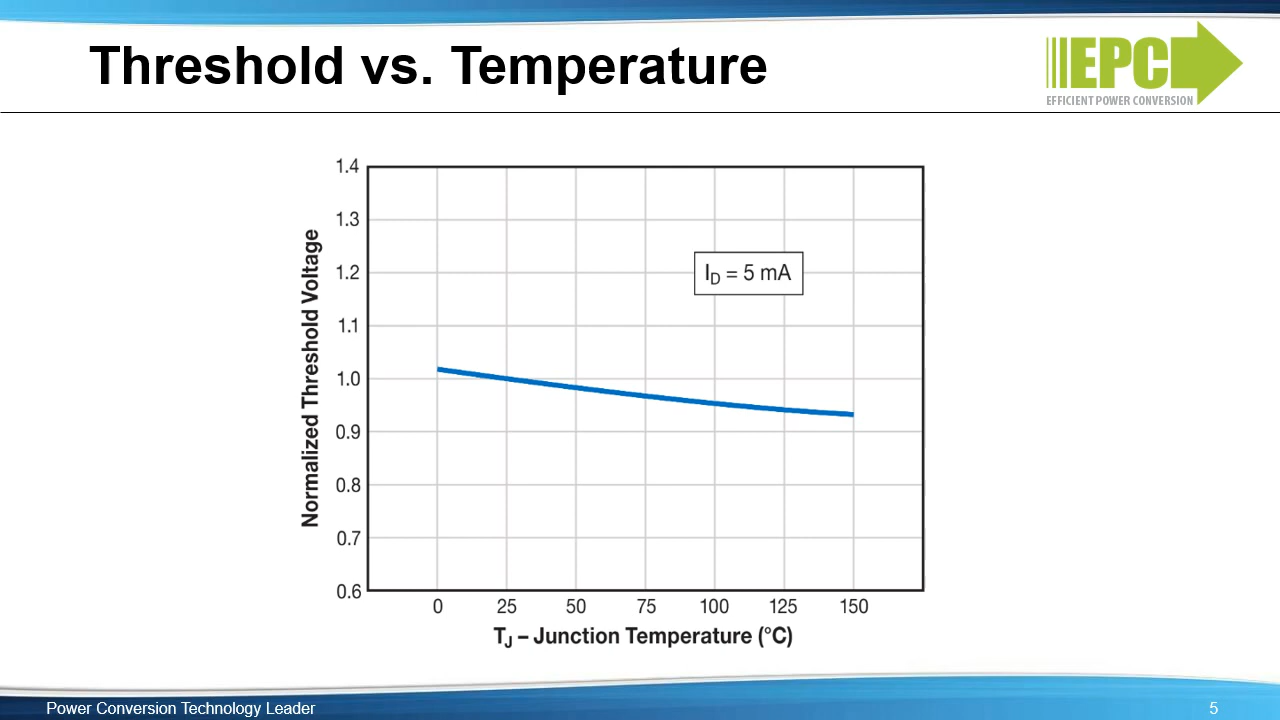 Threshold vs. Temperature
EPC
EFFICIENT POWER CONVERSION
1.4
1.3
1.2
1.1
1.0
0.9
0.8
0.7
0.6
Normalized Threshold Voltage
I_D = 5 mA
0 25 50 75 100 125 150
T_J – Junction Temperature (°C)
Power Conversion Technology Leader
5